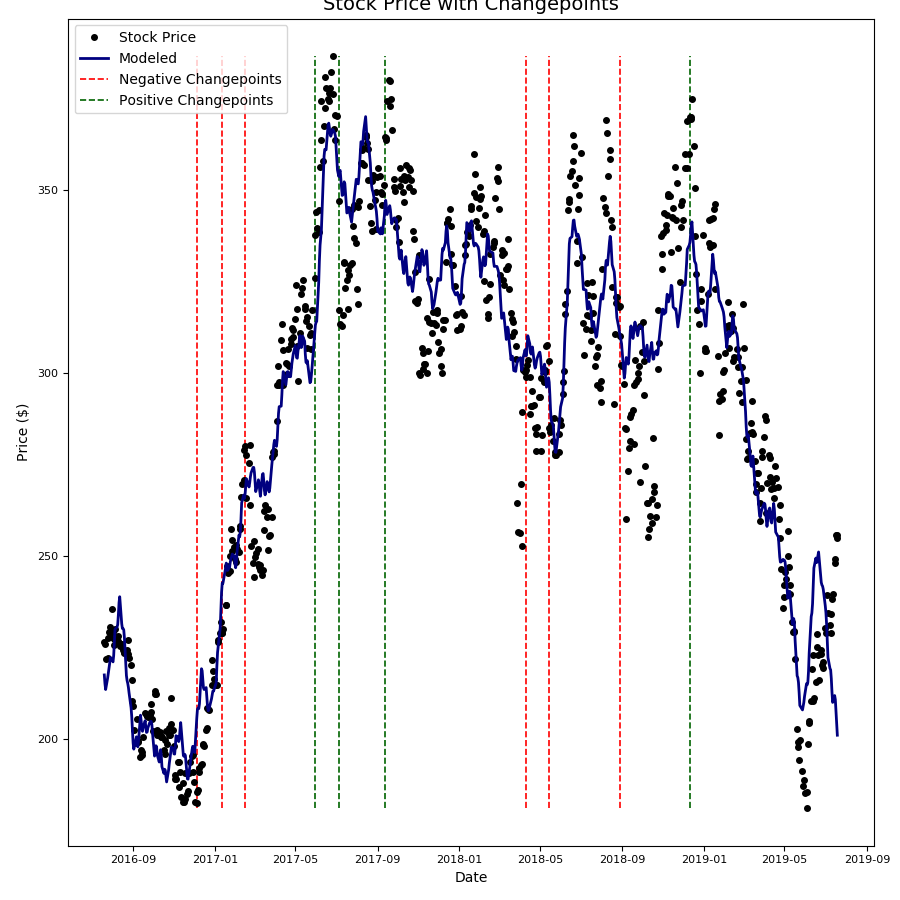 Stock Price with Changepoints
Stock Price
Modeled
Negative Changepoints
Positive Changepoints
350
300
250
200
Price ($)
2016-09 2017-01 2017-05 2017-09 2018-01 2018-05 2018-09 2019-01 2019-05 2019-09
Date